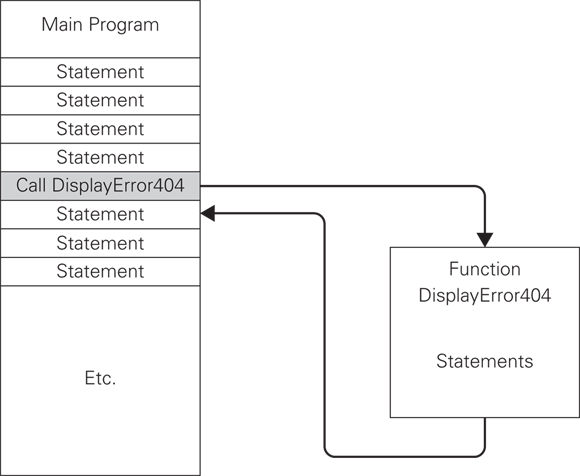 Main Program
Statement
Statement
Statement
Statement
Call DisplayError404
Statement
Statement
Statement
Etc.
Function
DisplayError404
Statements